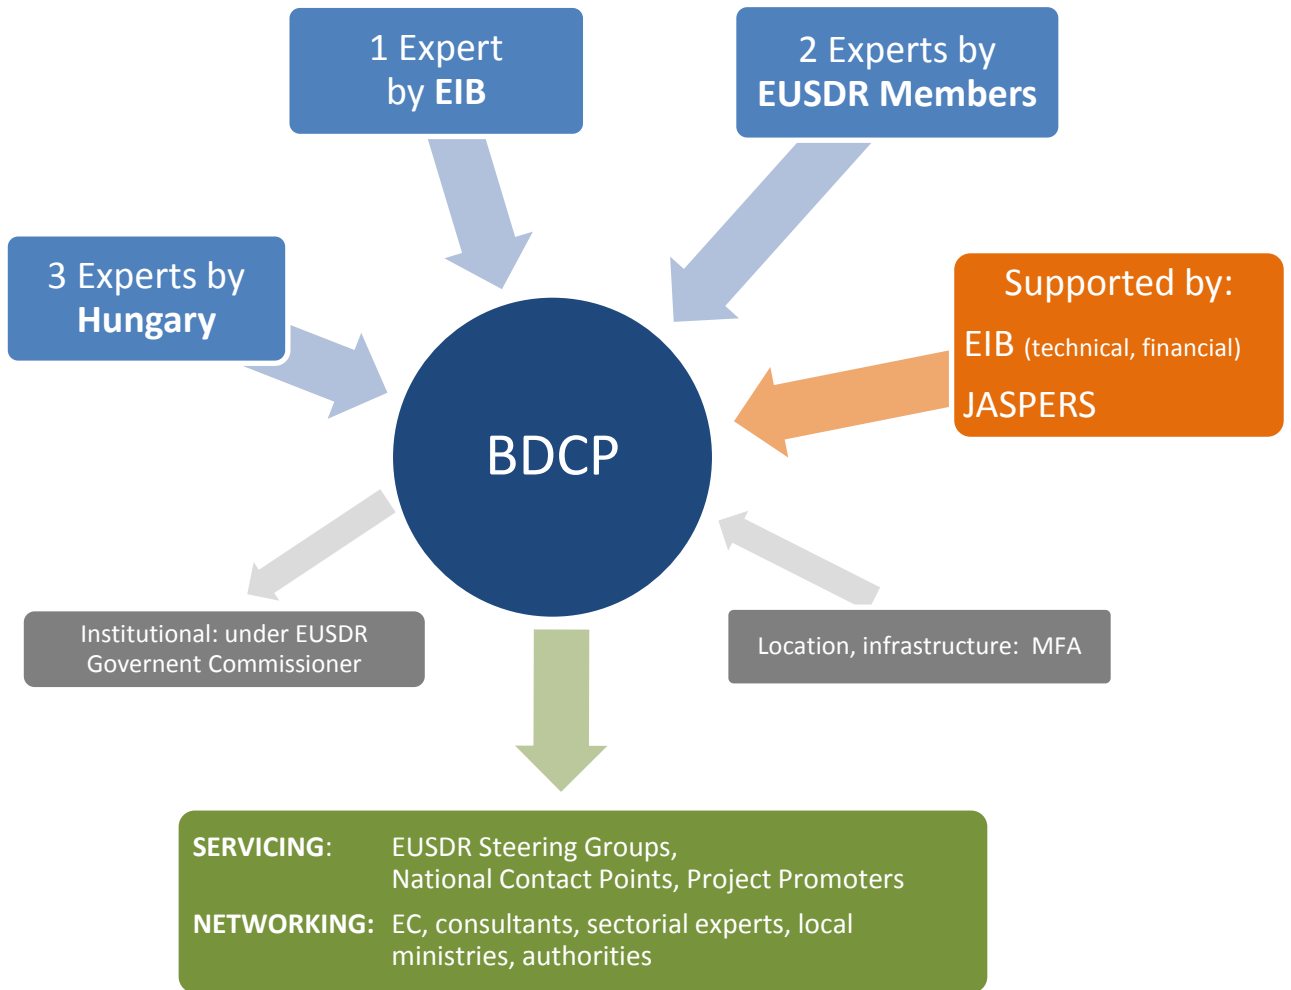 1 Expert
by EIB
2 Experts by
EUSDR Members
3 Experts by
Hungary
Supported by:
EIB (technical, financial)
JASPERS
BDCP
Institutional: under EUSDR
Governent Commissioner
Location, infrastructure: MFA
SERVICING: EUSDR Steering Groups,
National Contact Points, Project Promoters
NETWORKING: EC, consultants, sectorial experts, local
ministries, authorities